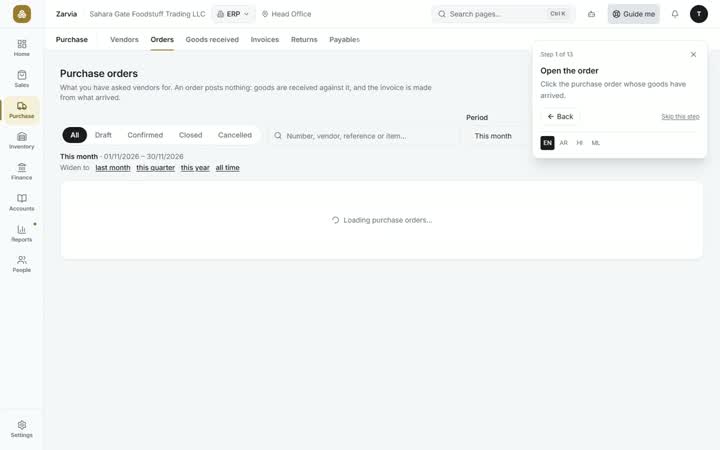 Zarvia
Sahara Gate Foodstuff Trading LLC
ERP
Head Office
Search pages...
Ctrl K
Guide me
T
Home
Sales
Purchase
Inventory
Finance
Accounts
Reports
People
Settings
Purchase
Vendors
Orders
Goods received
Invoices
Returns
Payables
Purchase orders
What you have asked vendors for. An order posts nothing: goods are received against it, and the invoice is made
from what arrived.
All
Draft
Confirmed
Closed
Cancelled
Number, vendor, reference or item...
Period
This month
This month · 01/11/2026 – 30/11/2026
Widen to last month this quarter this year all time
Loading purchase orders...
Step 1 of 13
Open the order
Click the purchase order whose goods have
arrived.
Back
Skip this step
EN
AR
HI
ML